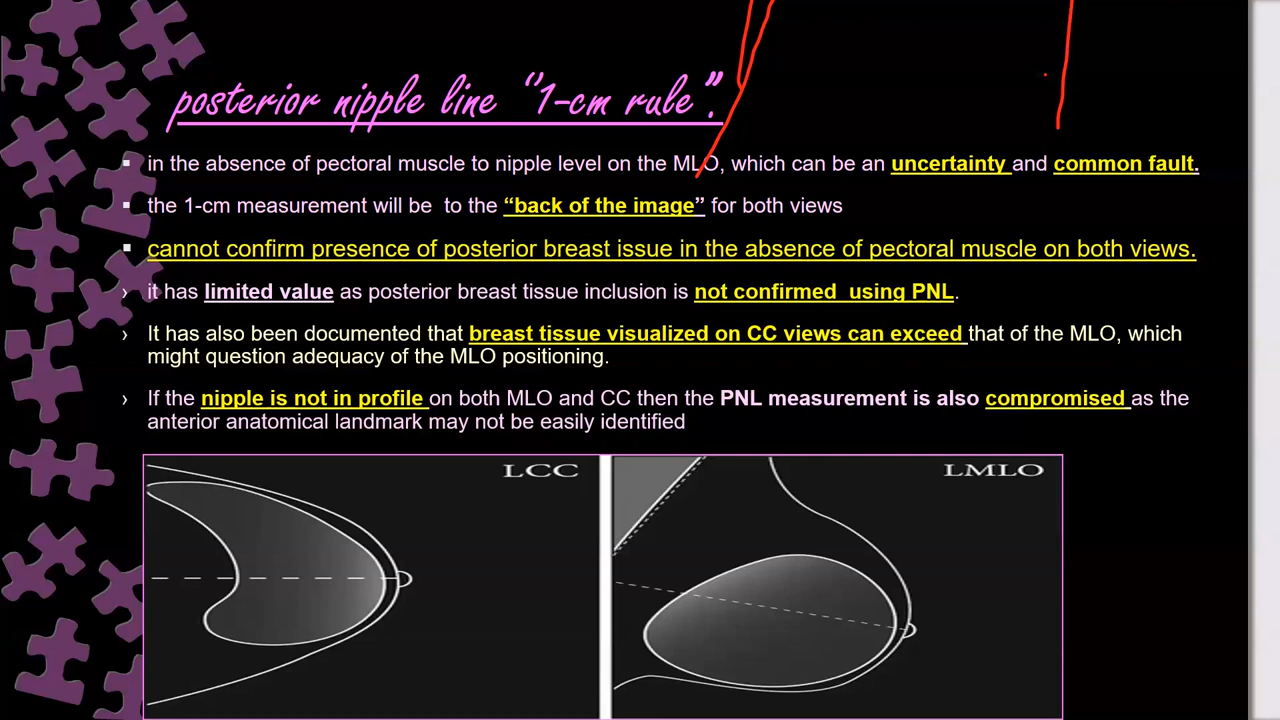 posterior nipple line “1-cm rule”.
▪ in the absence of pectoral muscle to nipple level on the MLO, which can be an uncertainty and common fault.
▪ the 1-cm measurement will be to the “back of the image” for both views
▪ cannot confirm presence of posterior breast issue in the absence of pectoral muscle on both views.
› it has limited value as posterior breast tissue inclusion is not confirmed using PNL.
› It has also been documented that breast tissue visualized on CC views can exceed that of the MLO, which
might question adequacy of the MLO positioning.
› If the nipple is not in profile on both MLO and CC then the PNL measurement is also compromised as the
anterior anatomical landmark may not be easily identified
LCC
LMLO